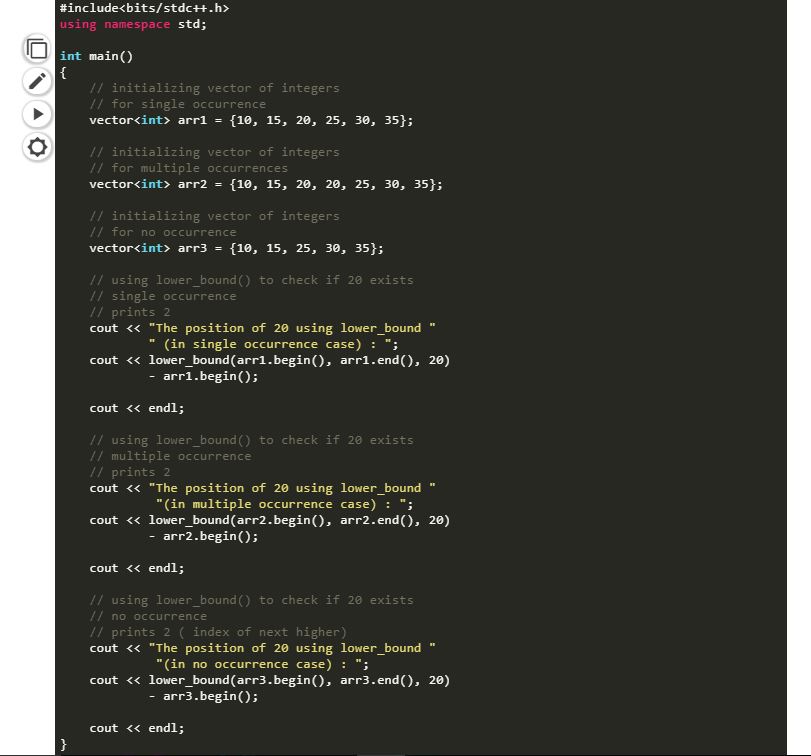 #include<bits/stdc++.h>
using namespace std;

int main()
{
    // initializing vector of integers
    // for single occurrence
    vector<int> arr1 = {10, 15, 20, 25, 30, 35};

    // initializing vector of integers
    // for multiple occurrences
    vector<int> arr2 = {10, 15, 20, 20, 25, 30, 35};

    // initializing vector of integers
    // for no occurrence
    vector<int> arr3 = {10, 15, 25, 30, 35};

    // using lower_bound() to check if 20 exists
    // single occurrence
    // prints 2
    cout << "The position of 20 using lower_bound "
            " (in single occurrence case) : ";
    cout << lower_bound(arr1.begin(), arr1.end(), 20)
            - arr1.begin();

    cout << endl;

    // using lower_bound() to check if 20 exists
    // multiple occurrence
    // prints 2
    cout << "The position of 20 using lower_bound "
             "(in multiple occurrence case) : ";
    cout << lower_bound(arr2.begin(), arr2.end(), 20)
            - arr2.begin();

    cout << endl;

    // using lower_bound() to check if 20 exists
    // no occurrence
    // prints 2 ( index of next higher)
    cout << "The position of 20 using lower_bound "
             "(in no occurrence case) : ";
    cout << lower_bound(arr3.begin(), arr3.end(), 20)
            - arr3.begin();

    cout << endl;
}